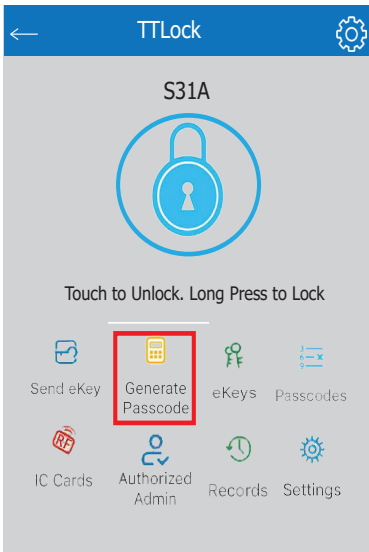 TTLock
S31A
Touch to Unlock. Long Press to Lock
Send eKey
Generate
Passcode
eKeys
Passcodes
RF
IC Cards
Authorized
Admin
Records
Settings